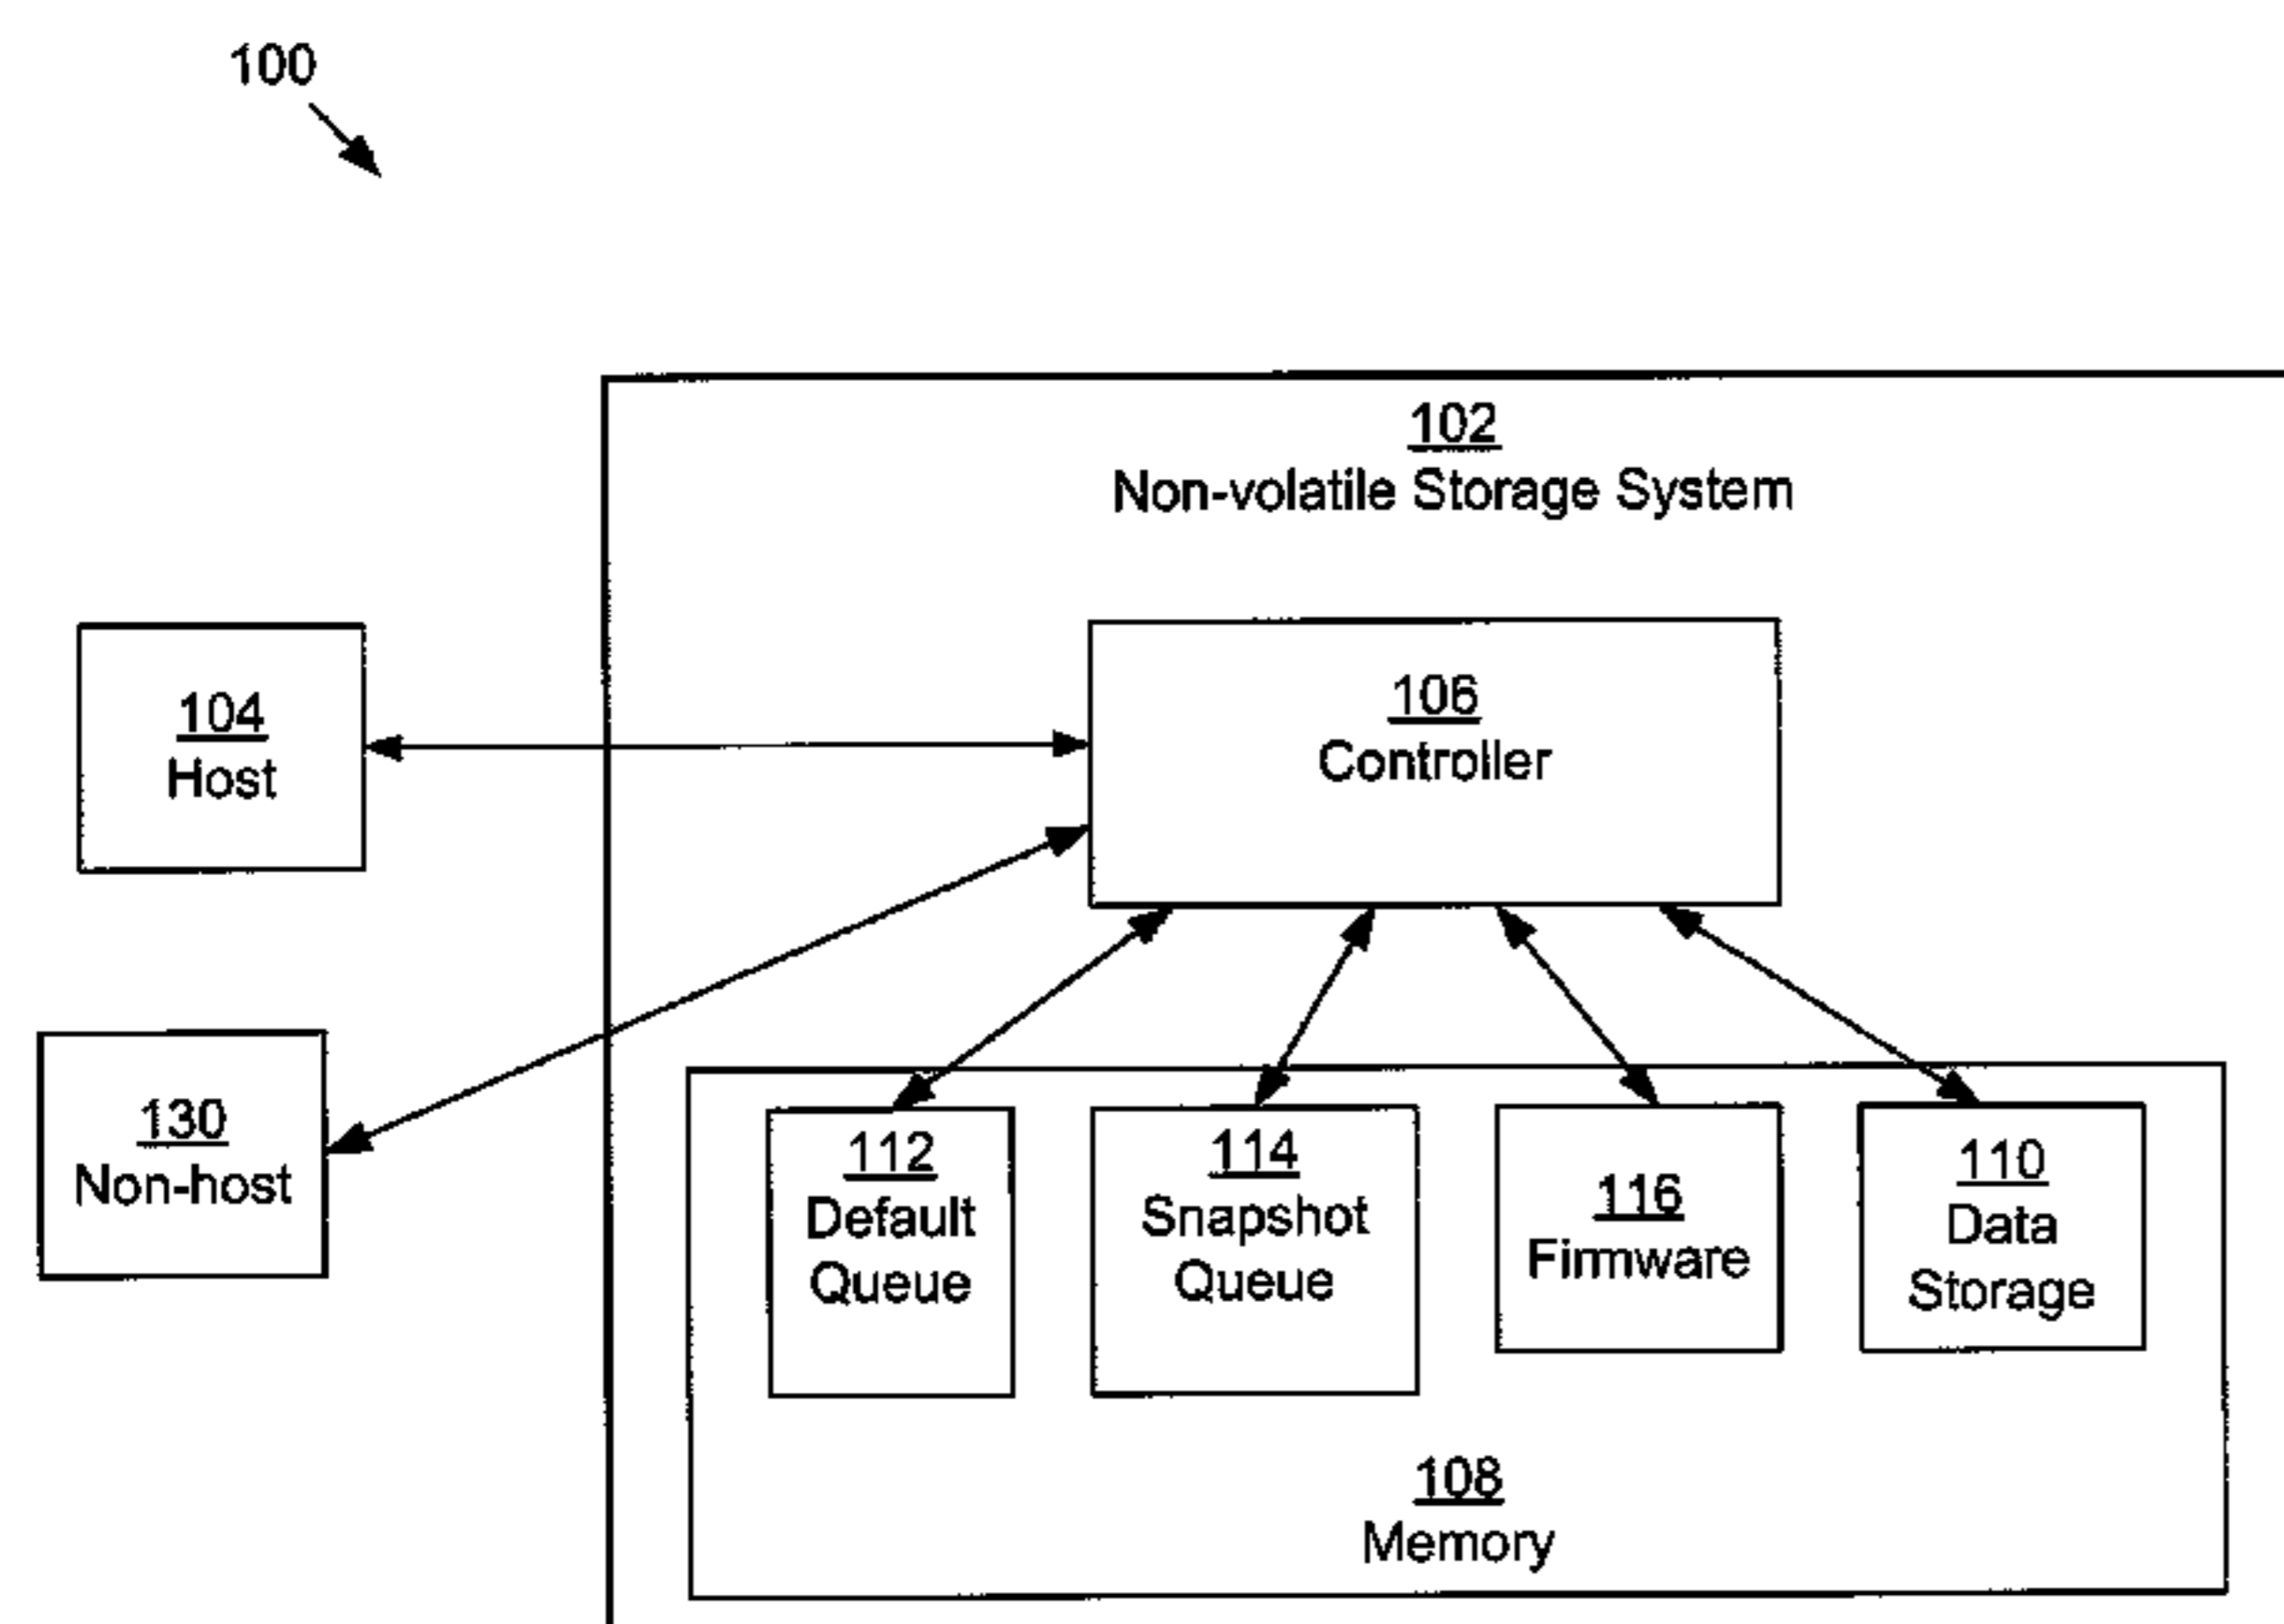 100
102
Non-volatile Storage System
106
Controller
104
Host
130
Non-host
112
Default
Queue
114
Snapshot
Queue
116
Firmware
110
Data
Storage
108
Memory